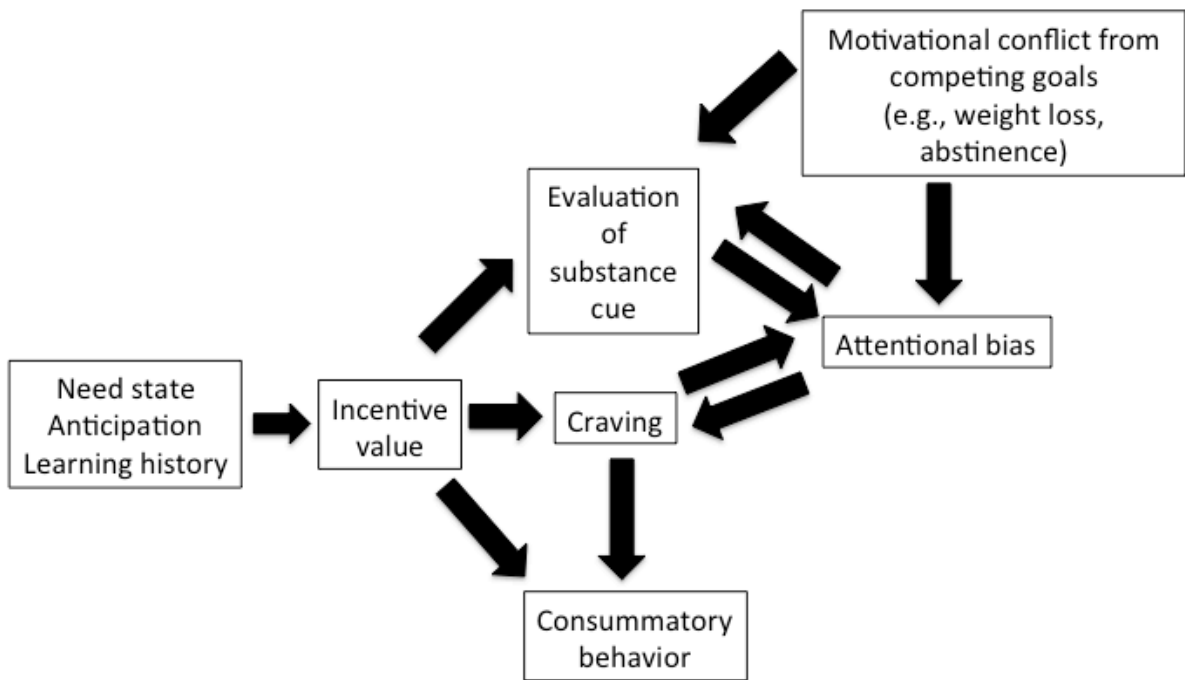 Motivational conflict from
competing goals
(e.g., weight loss,
abstinence)
Evaluation
of
substance
cue
Attentional bias
Need state
Anticipation
Learning history
Incentive
value
Craving
Consummatory
behavior